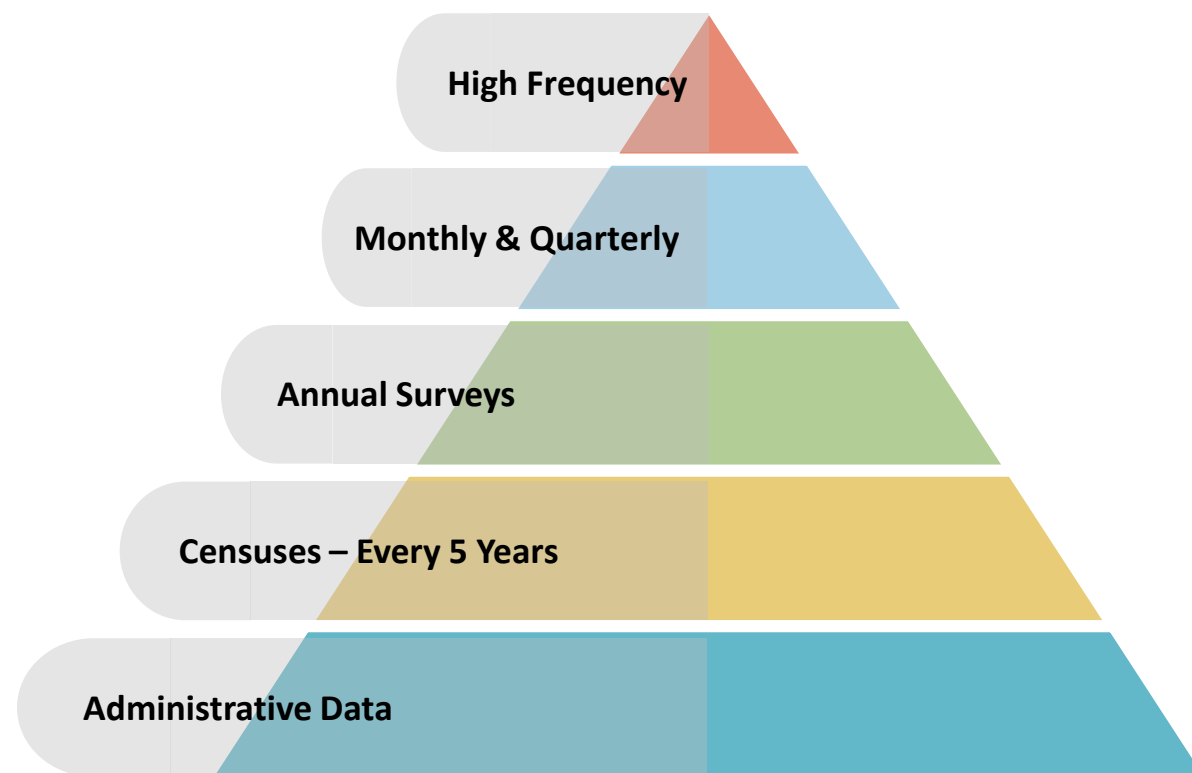 High Frequency
Monthly & Quarterly
Annual Surveys
Censuses – Every 5 Years
Administrative Data